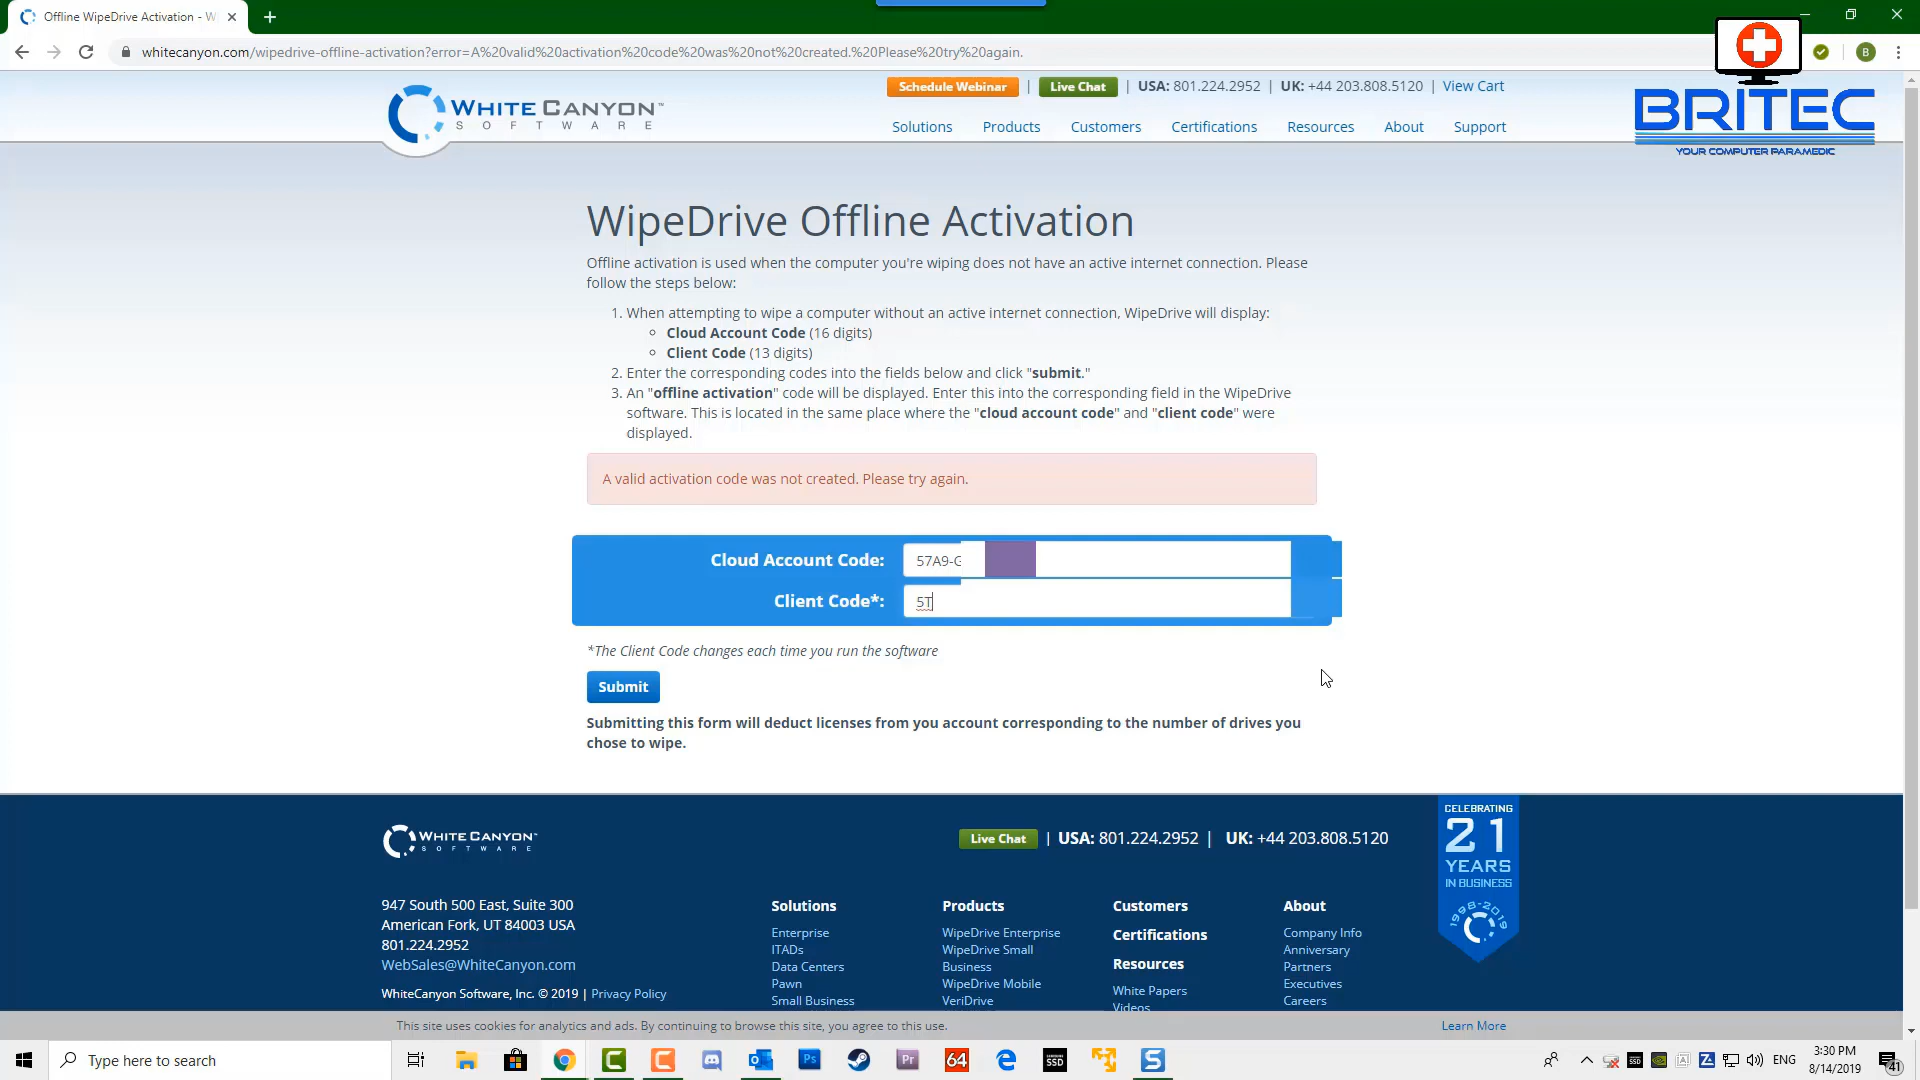 Offline WipeDrive Activation - W
whitecanyon.com/wipedrive-offline-activation?error=A%20valid%20activation%20code%20was%20not%20created.%20Please%20try%20again.
B
WHITECANYON™
SOFTWARE
Schedule Webinar | Live Chat | USA: 801.224.2952 | UK: +44 203.808.5120 | View Cart
Solutions Products Customers Certifications Resources About Support
BRITEC
YOUR COMPUTER PARAMEDIC
WipeDrive Offline Activation
Offline activation is used when the computer you're wiping does not have an active internet connection. Please
follow the steps below:
1. When attempting to wipe a computer without an active internet connection, WipeDrive will display:
Cloud Account Code (16 digits)
Client Code (13 digits)
2. Enter the corresponding codes into the fields below and click "submit."
3. An "offline activation" code will be displayed. Enter this into the corresponding field in the WipeDrive
software. This is located in the same place where the "cloud account code" and "client code" were
displayed.
A valid activation code was not created. Please try again.
Cloud Account Code: 57A9-G
Client Code*: 5T
*The Client Code changes each time you run the software
Submit
Submitting this form will deduct licenses from you account corresponding to the number of drives you
chose to wipe.
WHITECANYON™
SOFTWARE
Live Chat | USA: 801.224.2952 | UK: +44 203.808.5120
CELEBRATING
21
YEARS
IN BUSINESS
1998-2019
947 South 500 East, Suite 300
American Fork, UT 84003 USA
801.224.2952
WebSales@WhiteCanyon.com
WhiteCanyon Software, Inc. © 2019 | Privacy Policy
Solutions
Enterprise
ITADs
Data Centers
Pawn
Small Business
Products
WipeDrive Enterprise
WipeDrive Small
Business
WipeDrive Mobile
VeriDrive
Customers
Certifications
Resources
White Papers
Videos
About
Company Info
Anniversary
Partners
Executives
Careers
This site uses cookies for analytics and ads. By continuing to browse this site, you agree to this use.
Learn More
Type here to search
Ps
Pr
64
SSD
S
ENG
3:30 PM
8/14/2019
41